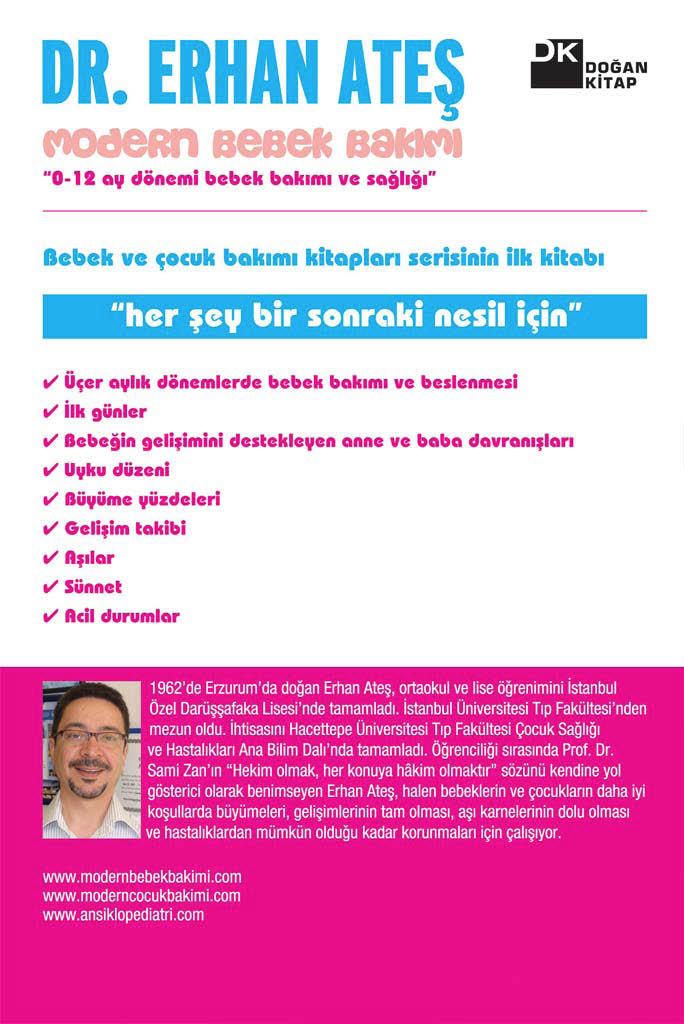 DR. ERHAN ATEŞ
DK DOĞAN
KİTAP
modern bebek bakımı
“0-12 ay dönemi bebek bakımı ve sağlığı”
Bebek ve çocuk bakımı kitapları serisinin ilk kitabı
“her şey bir sonraki nesil için”
✔ Üçer aylık dönemlerde bebek bakımı ve beslenmesi
✔ İlk günler
✔ Bebeğin gelişimini destekleyen anne ve baba davranışları
✔ Uyku düzeni
✔ Büyüme yüzdeleri
✔ Gelişim takibi
✔ Aşılar
✔ Sünnet
✔ Acil durumlar
1962’de Erzurum’da doğan Erhan Ateş, ortaokul ve lise öğrenimini İstanbul
Özel Darüşşafaka Lisesi’nde tamamladı. İstanbul Üniversitesi Tıp Fakültesi’nden
mezun oldu. İhtisasını Hacettepe Üniversitesi Tıp Fakültesi Çocuk Sağlığı
ve Hastalıkları Ana Bilim Dalı’nda tamamladı. Öğrenciliği sırasında Prof. Dr.
Sami Zan’ın “Hekim olmak, her konuya hâkim olmaktır” sözünü kendine yol
gösterici olarak benimseyen Erhan Ateş, halen bebeklerin ve çocukların daha iyi
koşullarda büyümeleri, gelişimlerinin tam olması, aşı karnelerinin dolu olması
ve hastalıklardan mümkün olduğu kadar korunmaları için çalışıyor.
www.modernbebekbakimi.com
www.moderncocukbakimi.com
www.ansiklopediatri.com